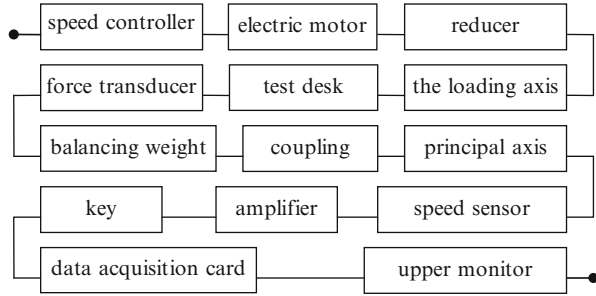 speed controller electric motor reducer
force transducer test desk the loading axis
balancing weight coupling principal axis
key amplifier speed sensor
data acquisition card upper monitor